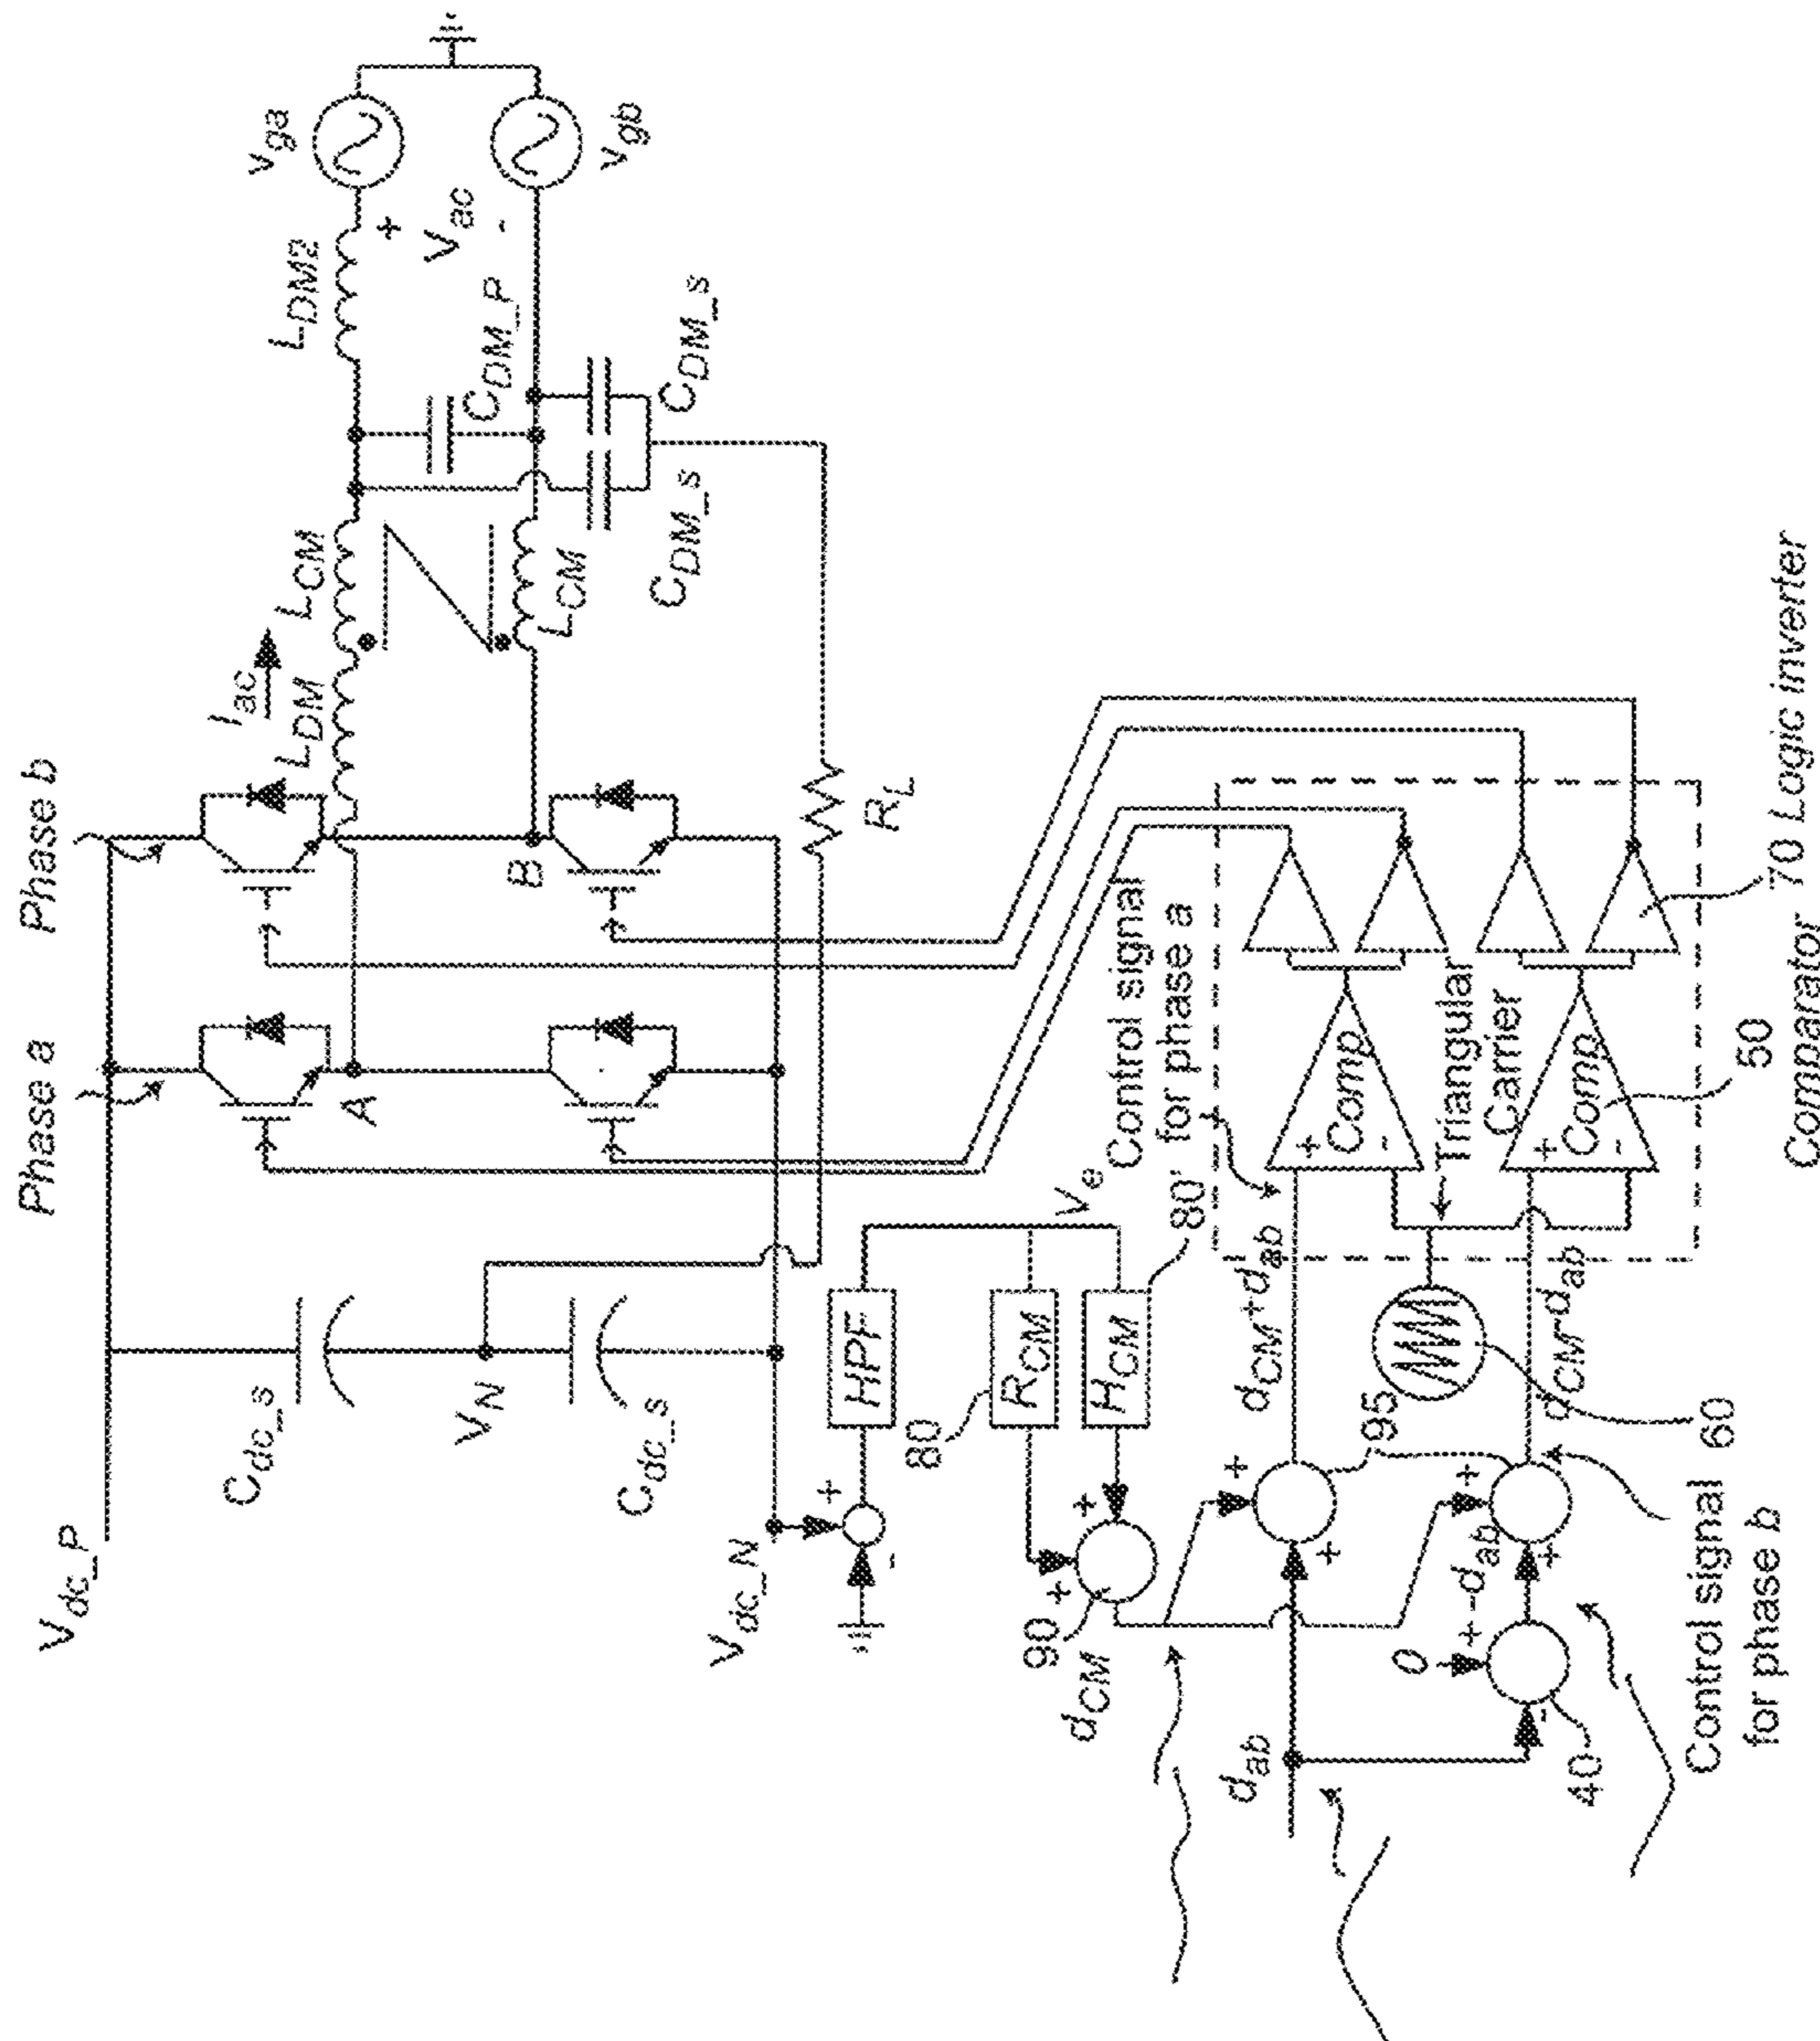 Phase a
Phase b
V_dc_P
C_dc_s
V_N
C_dc_s
V_dc_N
A
B
I_ac
L_DM
L_CM
L_CM
L_DM2
v_ga
+
V_ac
-
v_gb
C_DM_P
C_DM_s
C_DM_s
R_L
+
-
HPF
V_e
80
R_CM
80'
H_CM
90
+
+
d_CM
Control signal
for phase a
d_ab
+
+
d_CM+d_ab
95
+
Comp
-
Triangular
Carrier
0
+
-
-d_ab
40
+
+
d_CM-d_ab
60
+
Comp
-
50
Comparator
70 Logic inverter
Control signal
for phase b